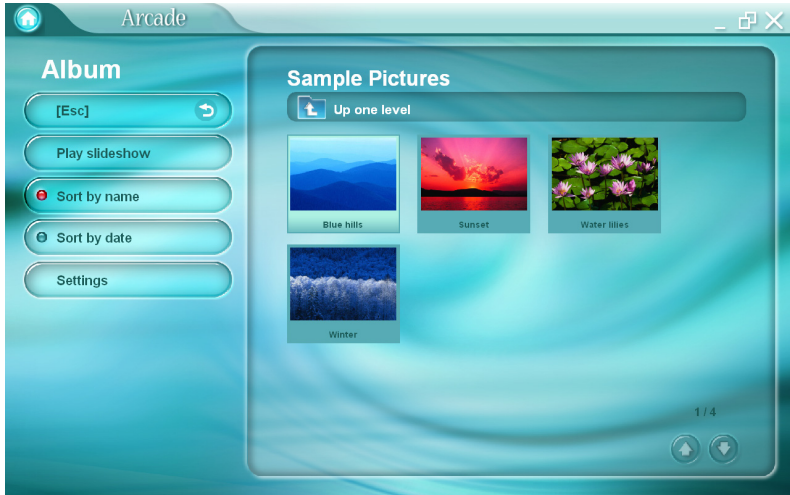 Arcade
Album
[Esc]
Play slideshow
Sort by name
Sort by date
Settings
Sample Pictures
Up one level
Blue hills
Sunset
Water lilies
Winter
1 / 4